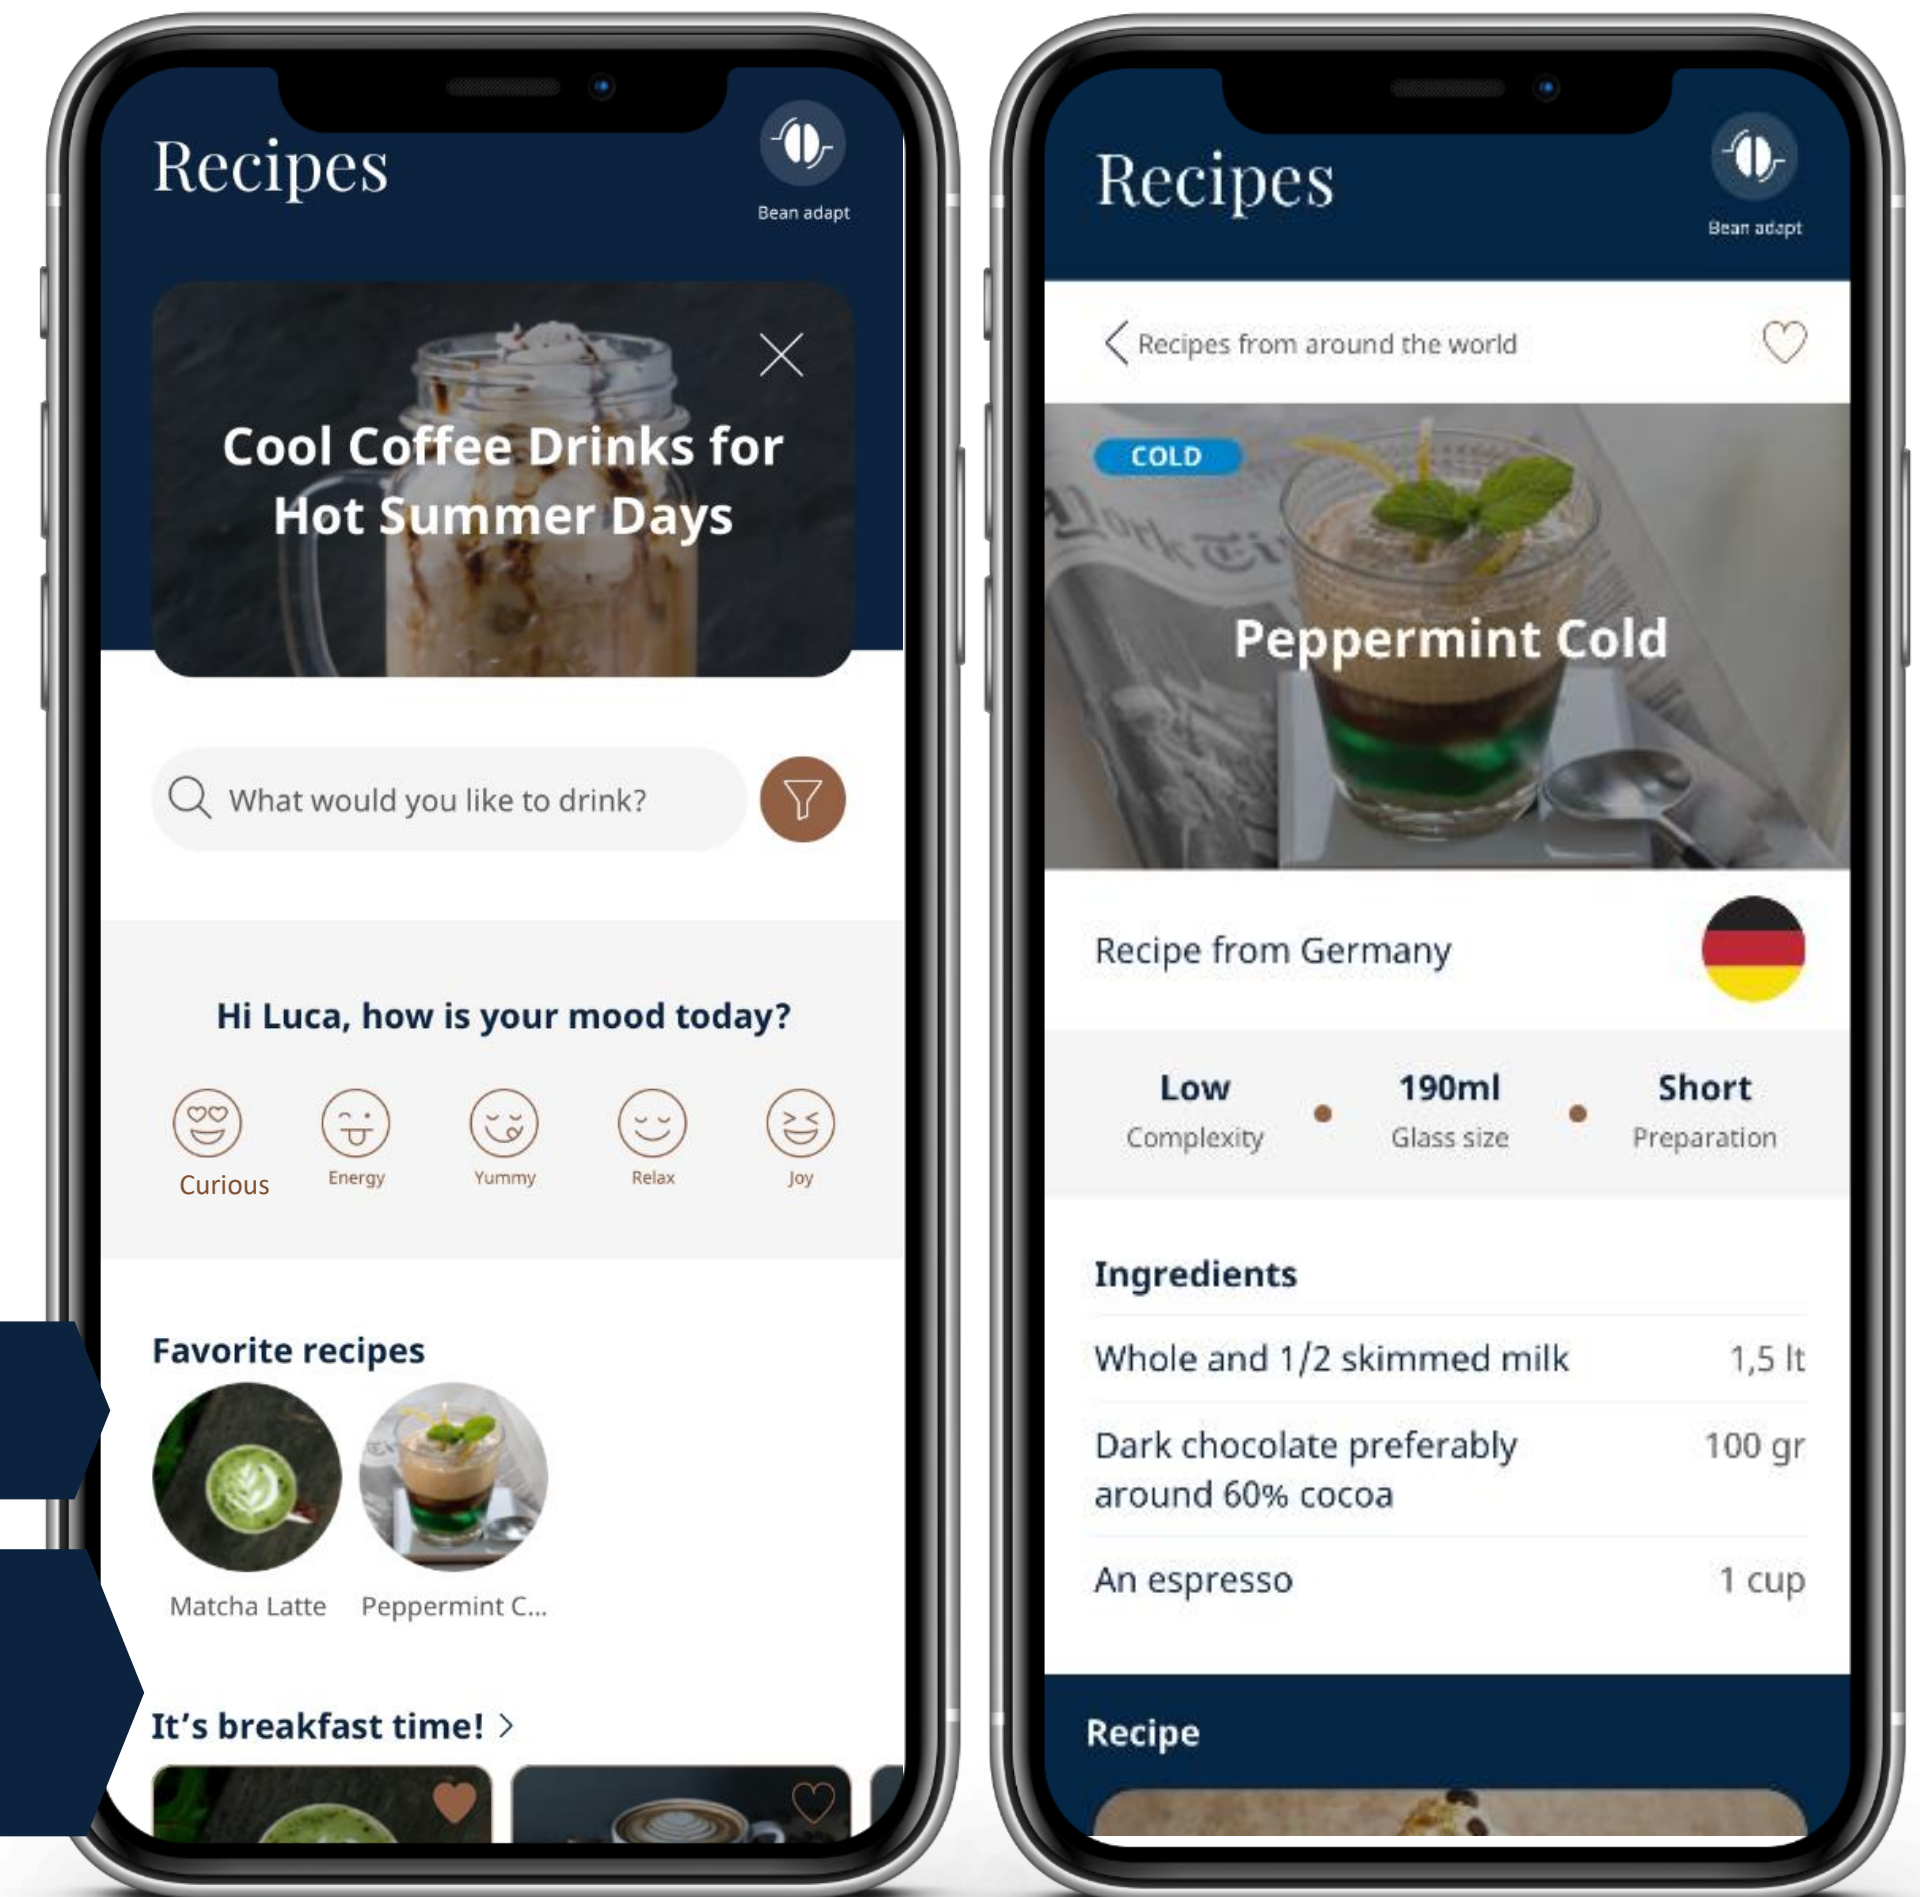 Recipes
Bean adapt
Cool Coffee Drinks for
Hot Summer Days
What would you like to drink?
Hi Luca, how is your mood today?
Curious
Energy
Yummy
Relax
Joy
Favorite recipes
Matcha Latte
Peppermint C...
It's breakfast time!
Recipes
Bean adapt
Recipes from around the world
COLD
Peppermint Cold
Recipe from Germany
Low
Complexity
190ml
Glass size
Short
Preparation
Ingredients
Whole and 1/2 skimmed milk 1,5 lt
Dark chocolate preferably 100 gr
around 60% cocoa
An espresso 1 cup
Recipe